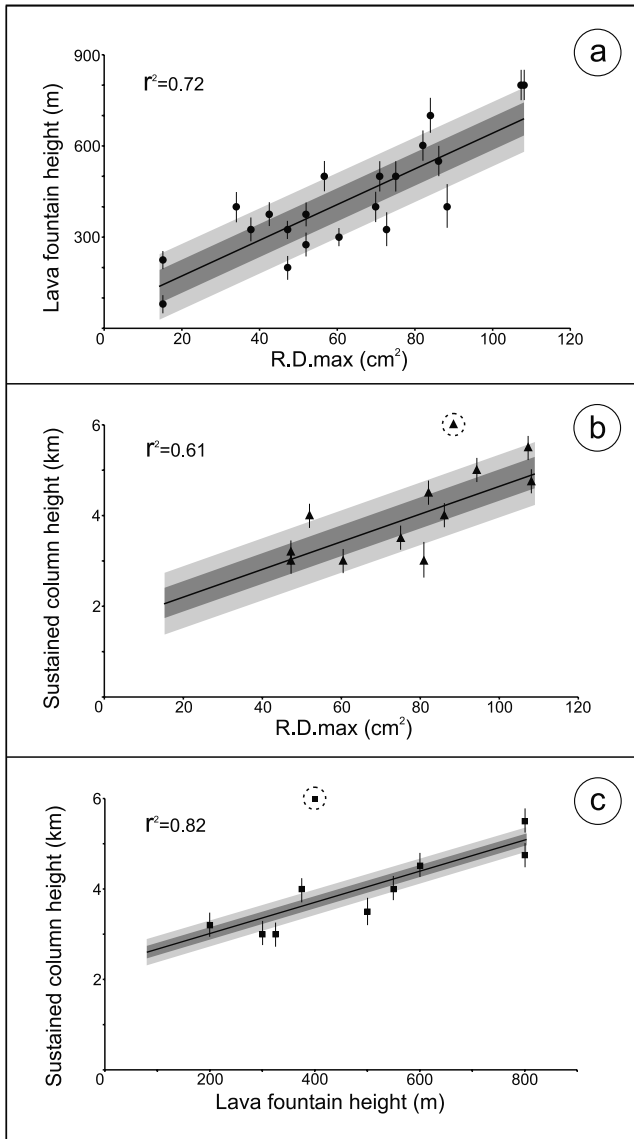 a
r²=0.72
Lava fountain height (m)
900
600
300
0
20
40
60
80
100
120
R.D.max (cm²)
b
r²=0.61
Sustained column height (km)
6
4
2
0
20
40
60
80
100
120
R.D.max (cm²)
c
r²=0.82
Sustained column height (km)
6
4
2
0
200
400
600
800
Lava fountain height (m)